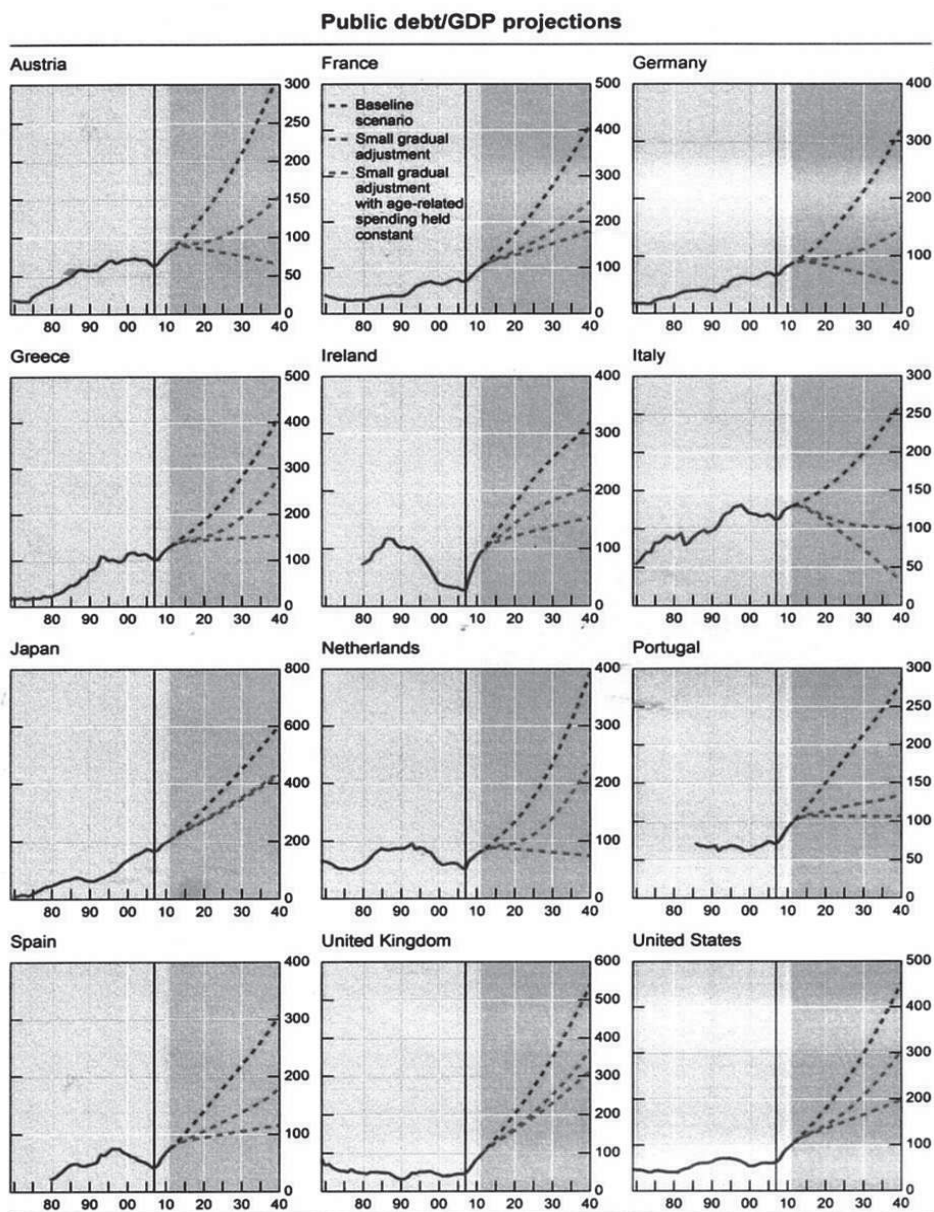 Public debt/GDP projections
Austria
300
250
200
150
100
50
0
80 90 00 10 20 30 40
France
Baseline
scenario
Small gradual
adjustment
Small gradual
adjustment
with age-related
spending held
constant
500
400
300
200
100
0
80 90 00 10 20 30 40
Germany
400
300
200
100
0
80 90 00 10 20 30 40
Greece
500
400
300
200
100
0
80 90 00 10 20 30 40
Ireland
400
300
200
100
0
80 90 00 10 20 30 40
Italy
300
250
200
150
100
50
0
80 90 00 10 20 30 40
Japan
800
600
400
200
0
80 90 00 10 20 30 40
Netherlands
400
300
200
100
0
80 90 00 10 20 30 40
Portugal
300
250
200
150
100
50
0
80 90 00 10 20 30 40
Spain
400
300
200
100
0
80 90 00 10 20 30 40
United Kingdom
600
500
400
300
200
100
0
80 90 00 10 20 30 40
United States
500
400
300
200
100
0
80 90 00 10 20 30 40